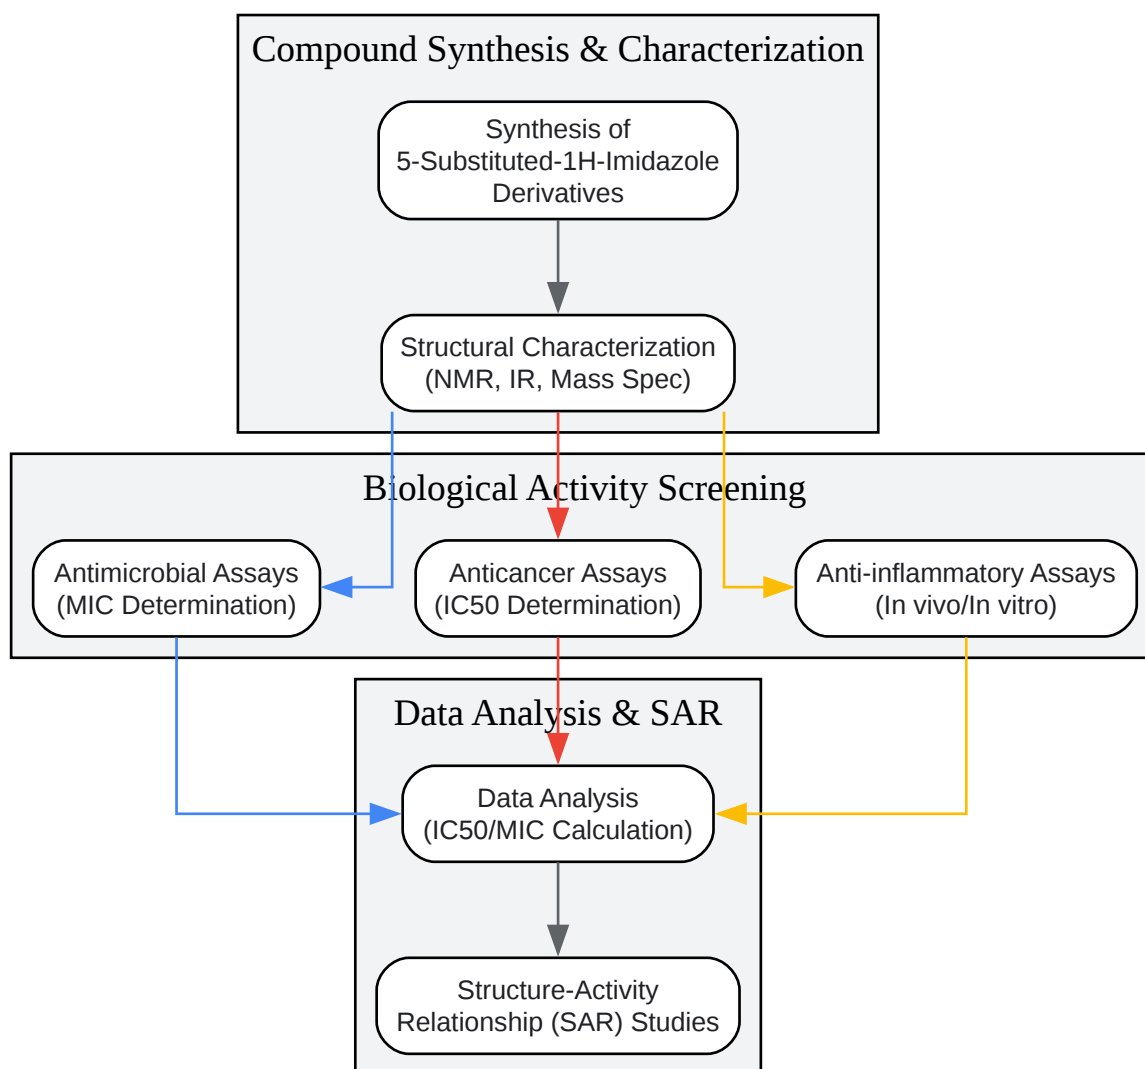 Compound Synthesis & Characterization
Synthesis of
5-Substituted-1H-Imidazole
Derivatives
Structural Characterization
(NMR, IR, Mass Spec)
Biological Activity Screening
Antimicrobial Assays
(MIC Determination)
Anticancer Assays
(IC50 Determination)
Anti-inflammatory Assays
(In vivo/In vitro)
Data Analysis & SAR
Data Analysis
(IC50/MIC Calculation)
Structure-Activity
Relationship (SAR) Studies